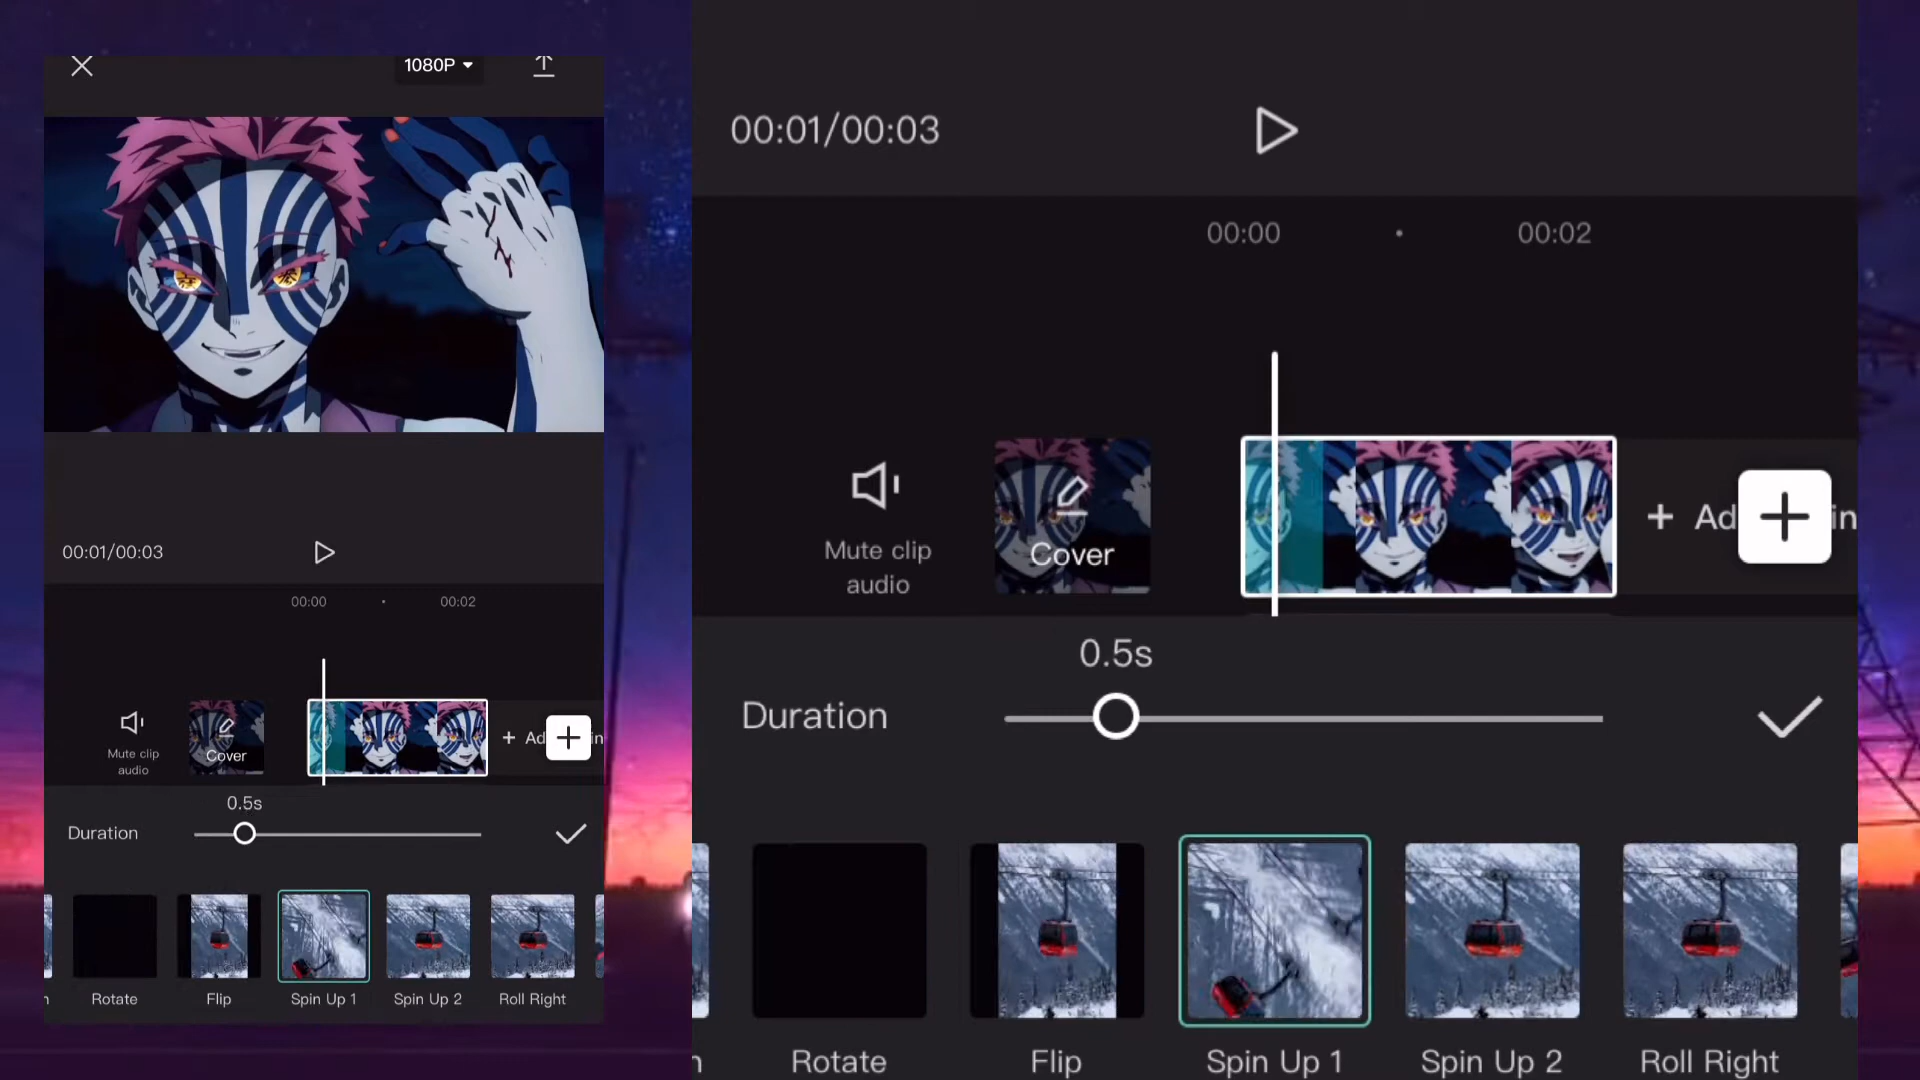 1080P
00:01/00:03
00:00
00:02
Mute clip
audio
Cover
+ Ad
in
0.5s
Duration
Rotate
Flip
Spin Up 1
Spin Up 2
Roll Right
00:01/00:03
00:00
00:02
Mute clip
audio
Cover
+ Ad
in
0.5s
Duration
n
Rotate
Flip
Spin Up 1
Spin Up 2
Roll Right